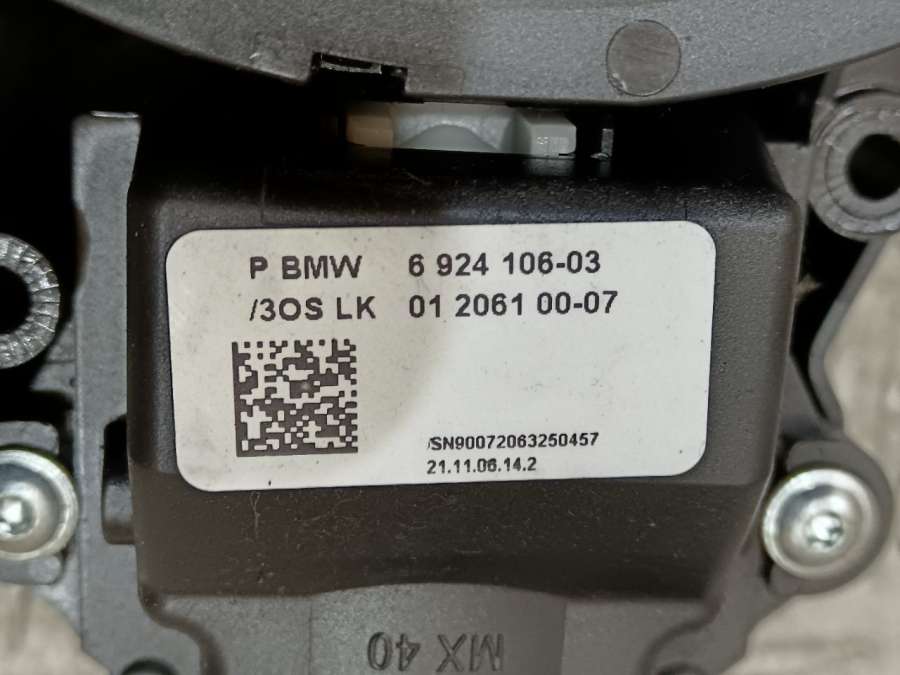 P BMW 6 924 106-03
/3OS LK 01 2061 00-07
/SN90072063250457
21.11.06.14.2
MX 40